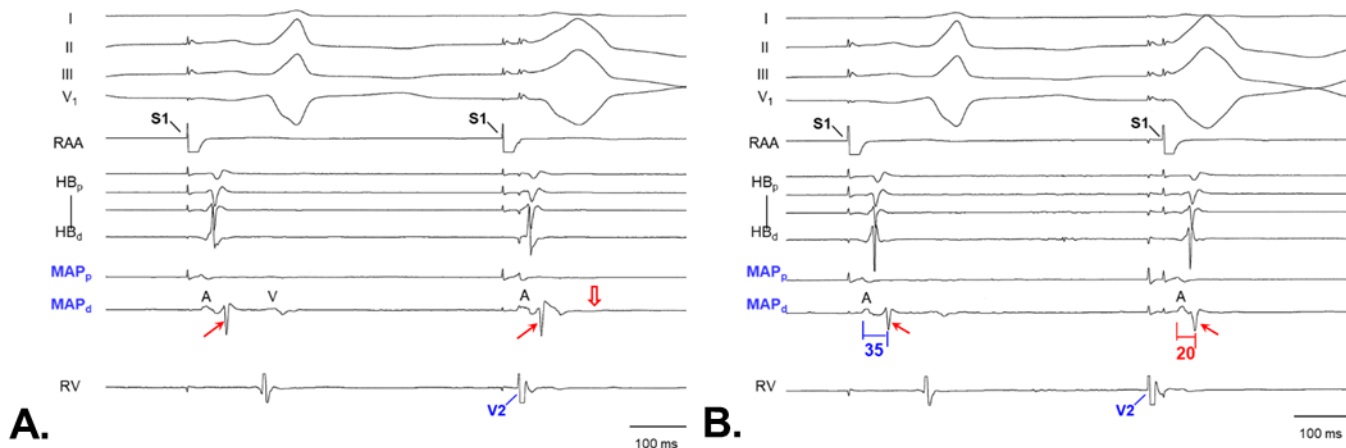 I
II
III
V1
S1
S1
RAA
HBp
HBd
MAPp
MAPd
A
V
A
RV
V2
A.
100 ms
I
II
III
V1
S1
S1
RAA
HBp
HBd
MAPp
MAPd
A
A
35
20
RV
V2
B.
100 ms